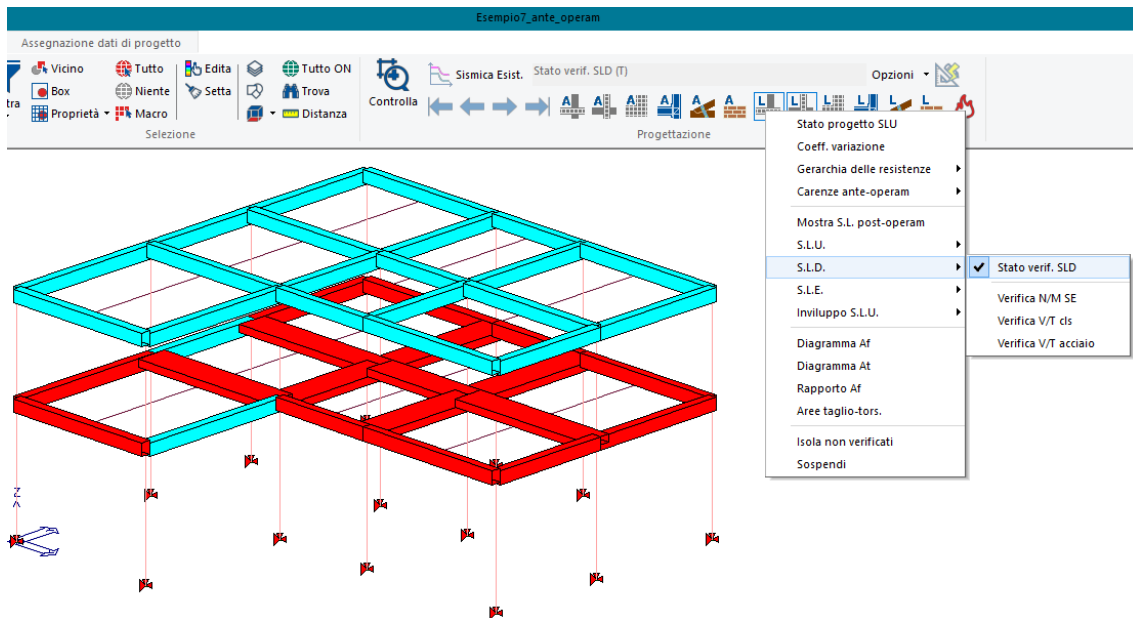 Esempio7_ante_operam
Assegnazione dati di progetto
Vicino
Tutto
Edita
Tutto ON
Box
Niente
Setta
Trova
tra
Proprietà
Macro
Distanza
Selezione
Controlla
Sismica Esist.
Stato verif. SLD (T)
Opzioni
A A A A A L L L L L L
Progettazione
Stato progetto SLU
Coeff. variazione
Gerarchia delle resistenze
Carenze ante-operam
Mostra S.L. post-operam
S.L.U.
S.L.D.
S.L.E.
Inviluppo S.L.U.
Diagramma Af
Diagramma At
Rapporto Af
Aree taglio-tors.
Isola non verificati
Sospendi
Stato verif. SLD
Verifica N/M SE
Verifica V/T cls
Verifica V/T acciaio
Z